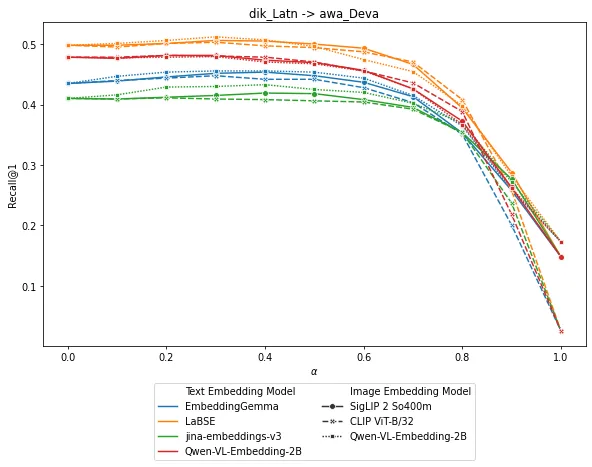 dik_Latn -> awa_Deva
Recall@1
0.5
0.4
0.3
0.2
0.1
0.0 0.2 0.4 0.6 0.8 1.0
α
Text Embedding Model
EmbeddingGemma
LaBSE
jina-embeddings-v3
Qwen-VL-Embedding-2B
Image Embedding Model
SigLIP 2 So400m
CLIP ViT-B/32
Qwen-VL-Embedding-2B